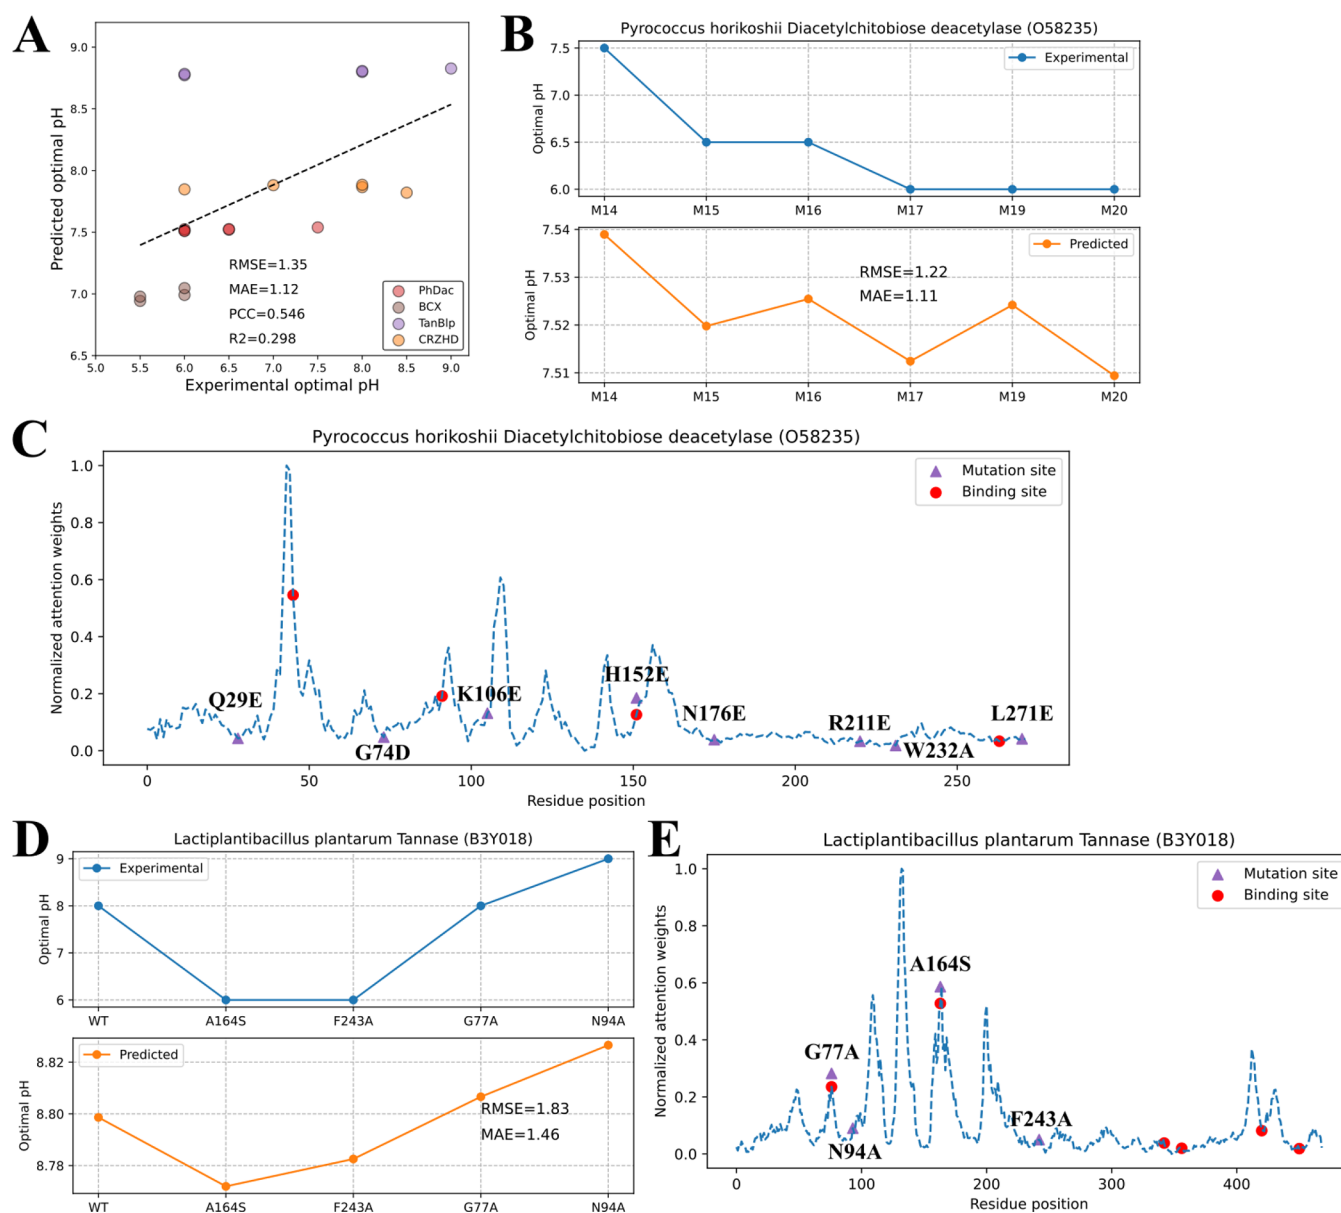 A
9.0
8.5
8.0
7.5
7.0
6.5
Predicted optimal pH
RMSE=1.35
MAE=1.12
PCC=0.546
R2=0.298
PhDac
BCX
TanBlp
CRZHD
5.0 5.5 6.0 6.5 7.0 7.5 8.0 8.5 9.0
Experimental optimal pH
B
Pyrococcus horikoshii Diacetylchitobiose deacetylase (O58235)
7.5
7.0
6.5
6.0
Optimal pH
Experimental
M14 M15 M16 M17 M19 M20
7.54
7.53
7.52
7.51
Optimal pH
Predicted
RMSE=1.22
MAE=1.11
M14 M15 M16 M17 M19 M20
C
Pyrococcus horikoshii Diacetylchitobiose deacetylase (O58235)
1.0
0.8
0.6
0.4
0.2
0.0
Normalized attention weights
Mutation site
Binding site
Q29E
G74D
K106E
H152E
N176E
R211E
W232A
L271E
0 50 100 150 200 250
Residue position
D
Lactiplantibacillus plantarum Tannase (B3Y018)
9
8
7
6
Optimal pH
Experimental
WT A164S F243A G77A N94A
8.82
8.80
8.78
Optimal pH
Predicted
RMSE=1.83
MAE=1.46
WT A164S F243A G77A N94A
E
Lactiplantibacillus plantarum Tannase (B3Y018)
1.0
0.8
0.6
0.4
0.2
0.0
Normalized attention weights
Mutation site
Binding site
G77A
N94A
A164S
F243A
0 100 200 300 400
Residue position